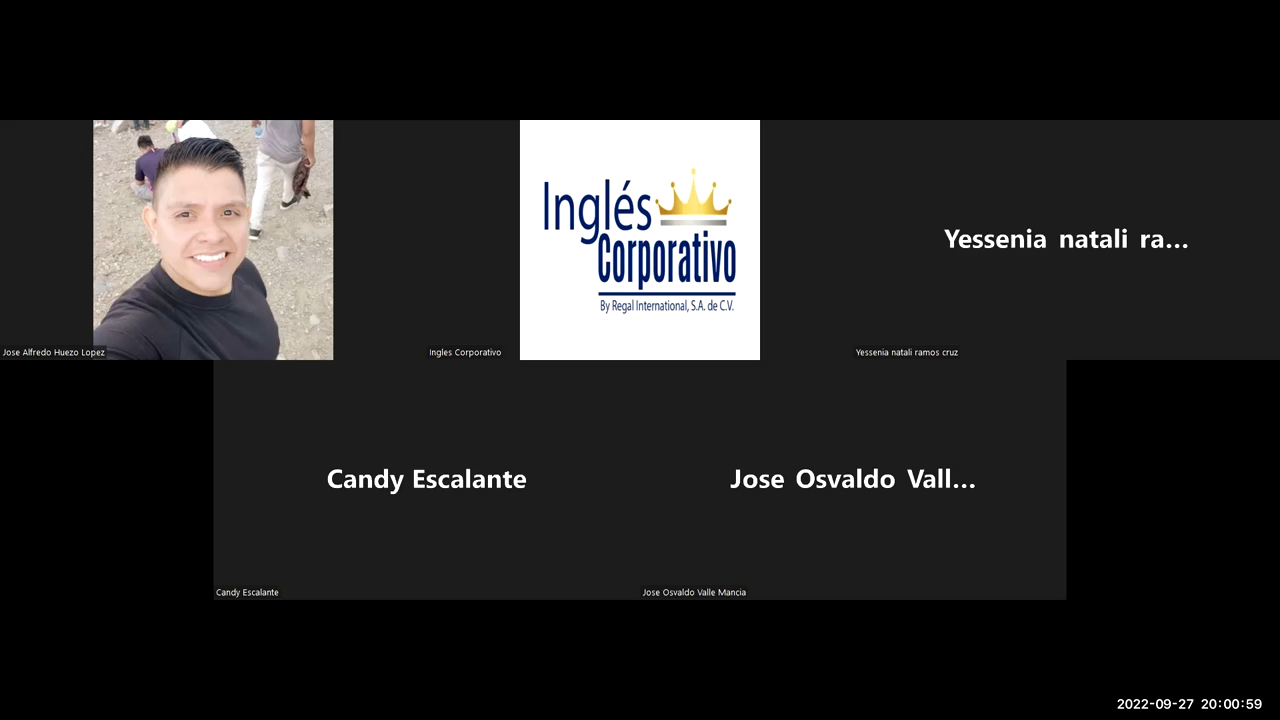 Inglés
Corporativo
By Regal International, S.A. de C.V.
Yessenia natali ra...
Jose Alfredo Huezo Lopez
Ingles Corporativo
Yessenia natali ramos cruz
Candy Escalante
Jose Osvaldo Vall...
Candy Escalante
Jose Osvaldo Valle Mancia
2022-09-27 20:00:59